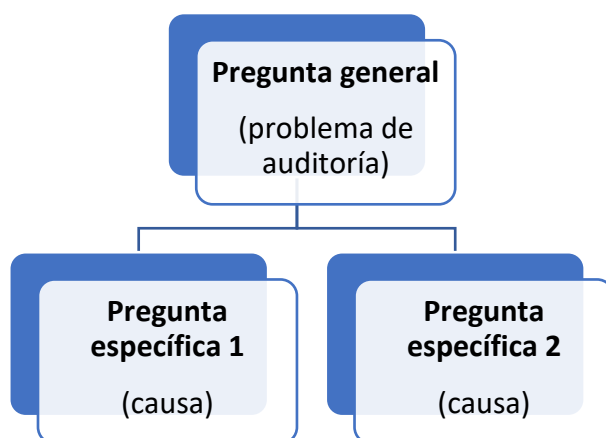 Pregunta general
(problema de
auditoría)
Pregunta
específica 1
(causa)
Pregunta
específica 2
(causa)